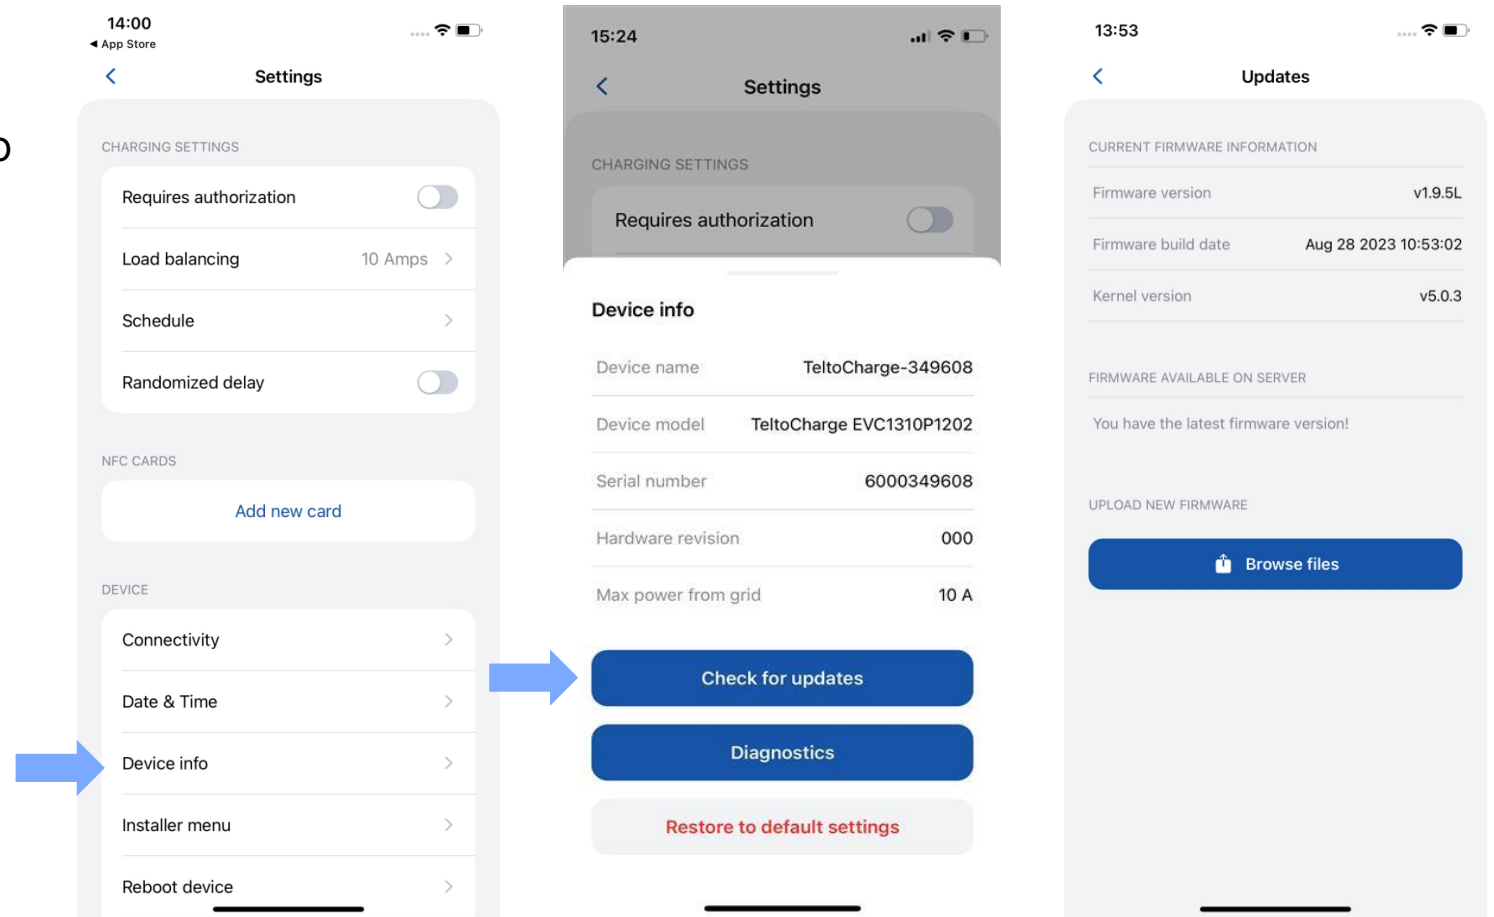 14:00
◀ App Store
Settings
CHARGING SETTINGS
Requires authorization
Load balancing 10 Amps
Schedule
Randomized delay
NFC CARDS
Add new card
DEVICE
Connectivity
Date & Time
Device info
Installer menu
Reboot device
15:24
Settings
CHARGING SETTINGS
Requires authorization
Device info
Device name TeltoCharge-349608
Device model TeltoCharge EVC1310P1202
Serial number 6000349608
Hardware revision 000
Max power from grid 10 A
Check for updates
Diagnostics
Restore to default settings
13:53
Updates
CURRENT FIRMWARE INFORMATION
Firmware version v1.9.5L
Firmware build date Aug 28 2023 10:53:02
Kernel version v5.0.3
FIRMWARE AVAILABLE ON SERVER
You have the latest firmware version!
UPLOAD NEW FIRMWARE
Browse files